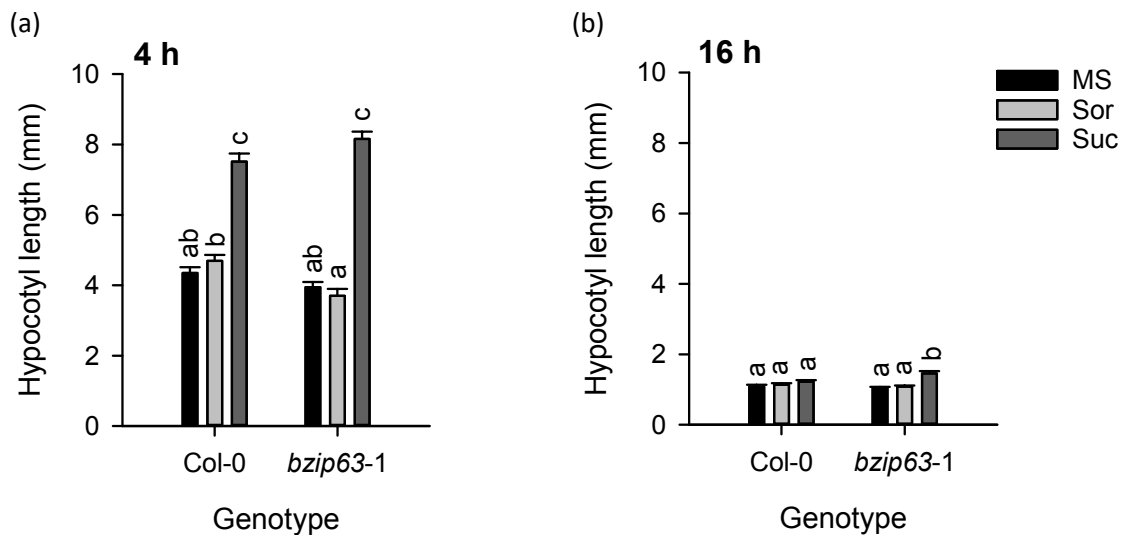 (a)
4 h
Hypocotyl length (mm)
10
8
6
4
2
0
ab
b
c
ab
a
c
Col-0
bzip63-1
Genotype
(b)
16 h
Hypocotyl length (mm)
10
8
6
4
2
0
a
a
a
a
a
b
Col-0
bzip63-1
Genotype
MS
Sor
Suc